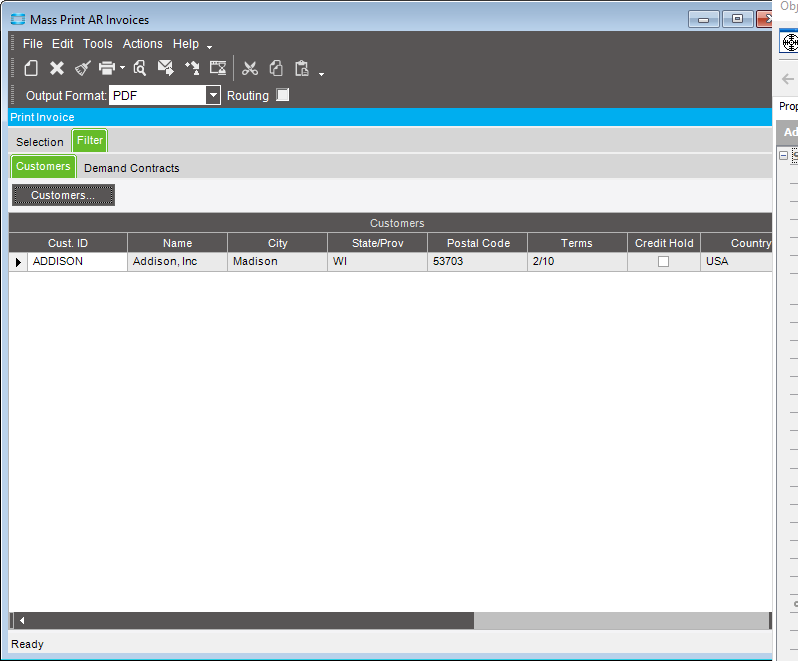 Mass Print AR Invoices
File Edit Tools Actions Help
Output Format: PDF Routing
Print Invoice
Selection Filter
Customers Demand Contracts
Customers...
Customers
Cust. ID Name City State/Prov Postal Code Terms Credit Hold Country
ADDISON Addison, Inc Madison WI 53703 2/10 USA
Ready
Obj
Prop
Ad